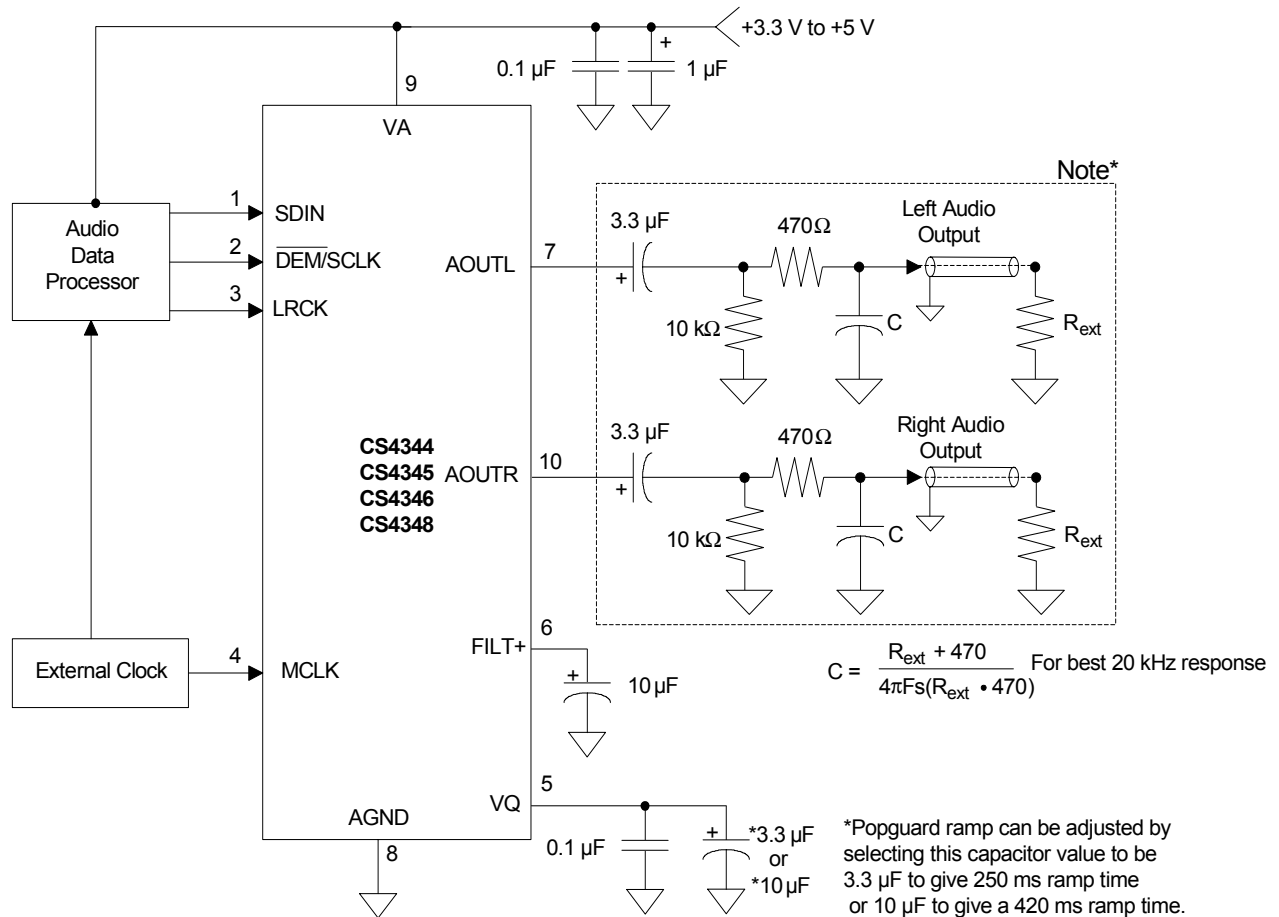 +3.3 V to +5 V
0.1 µF
+
1 µF
9
VA
Note*
Audio
Data
Processor
1
SDIN
2
DEM/SCLK
3
LRCK
AOUTL
7
3.3 µF
+
470Ω
10 kΩ
C
Left Audio
Output
Rext
CS4344
CS4345
CS4346
CS4348
AOUTR
10
3.3 µF
+
470Ω
10 kΩ
C
Right Audio
Output
Rext
External Clock
4
MCLK
FILT+
6
+
10 µF
C = Rext + 470
4πFs(Rext • 470)
For best 20 kHz response
VQ
5
0.1 µF
+
*3.3 µF
or
*10 µF
AGND
8
*Popguard ramp can be adjusted by
selecting this capacitor value to be
3.3 µF to give 250 ms ramp time
or 10 µF to give a 420 ms ramp time.